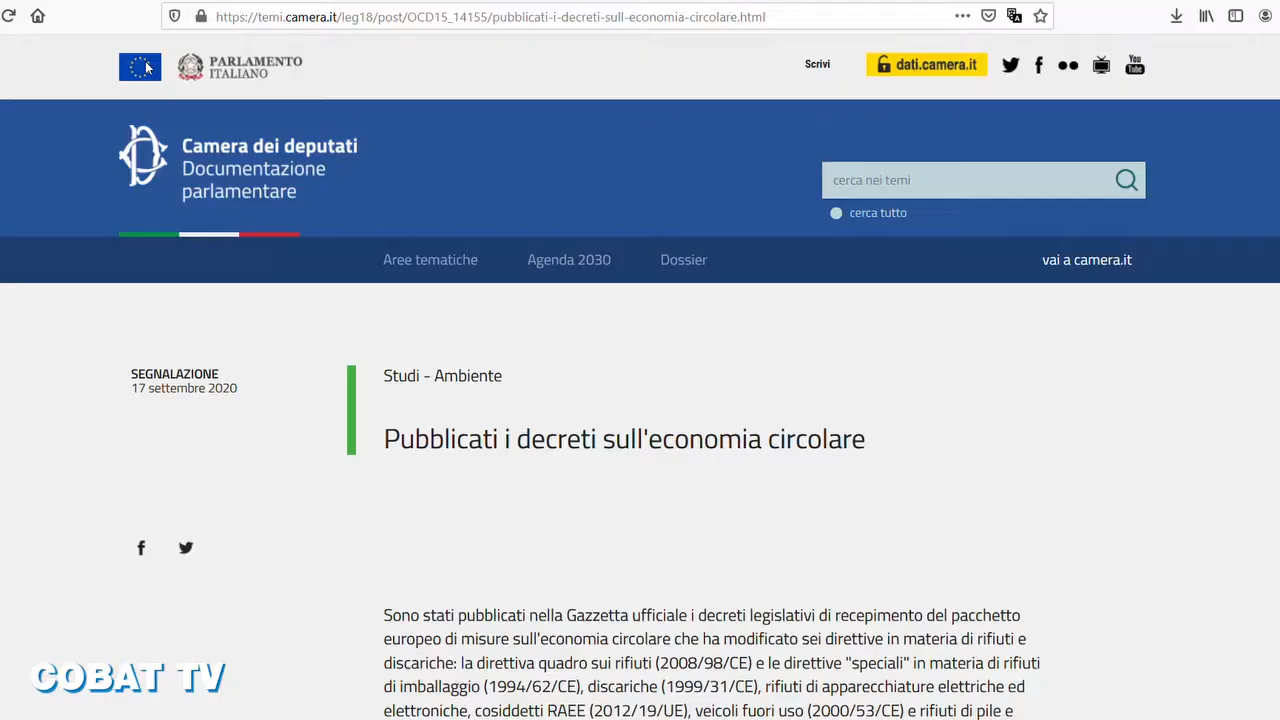 https://temi.camera.it/leg18/post/OCD15_14155/pubblicati-i-decreti-sull-economia-circolare.html
PARLAMENTO
ITALIANO
Scrivi
dati.camera.it
You
Tube
Camera dei deputati
Documentazione
parlamentare
cerca nei temi
cerca tutto
Aree tematiche
Agenda 2030
Dossier
vai a camera.it
SEGNALAZIONE
17 settembre 2020
Studi - Ambiente
Pubblicati i decreti sull'economia circolare
Sono stati pubblicati nella Gazzetta ufficiale i decreti legislativi di recepimento del pacchetto
europeo di misure sull'economia circolare che ha modificato sei direttive in materia di rifiuti e
discariche: la direttiva quadro sui rifiuti (2008/98/CE) e le direttive "speciali" in materia di rifiuti
di imballaggio (1994/62/CE), discariche (1999/31/CE), rifiuti di apparecchiature elettriche ed
elettroniche, cosiddetti RAEE (2012/19/UE), veicoli fuori uso (2000/53/CE) e rifiuti di pile e
COBAT TV